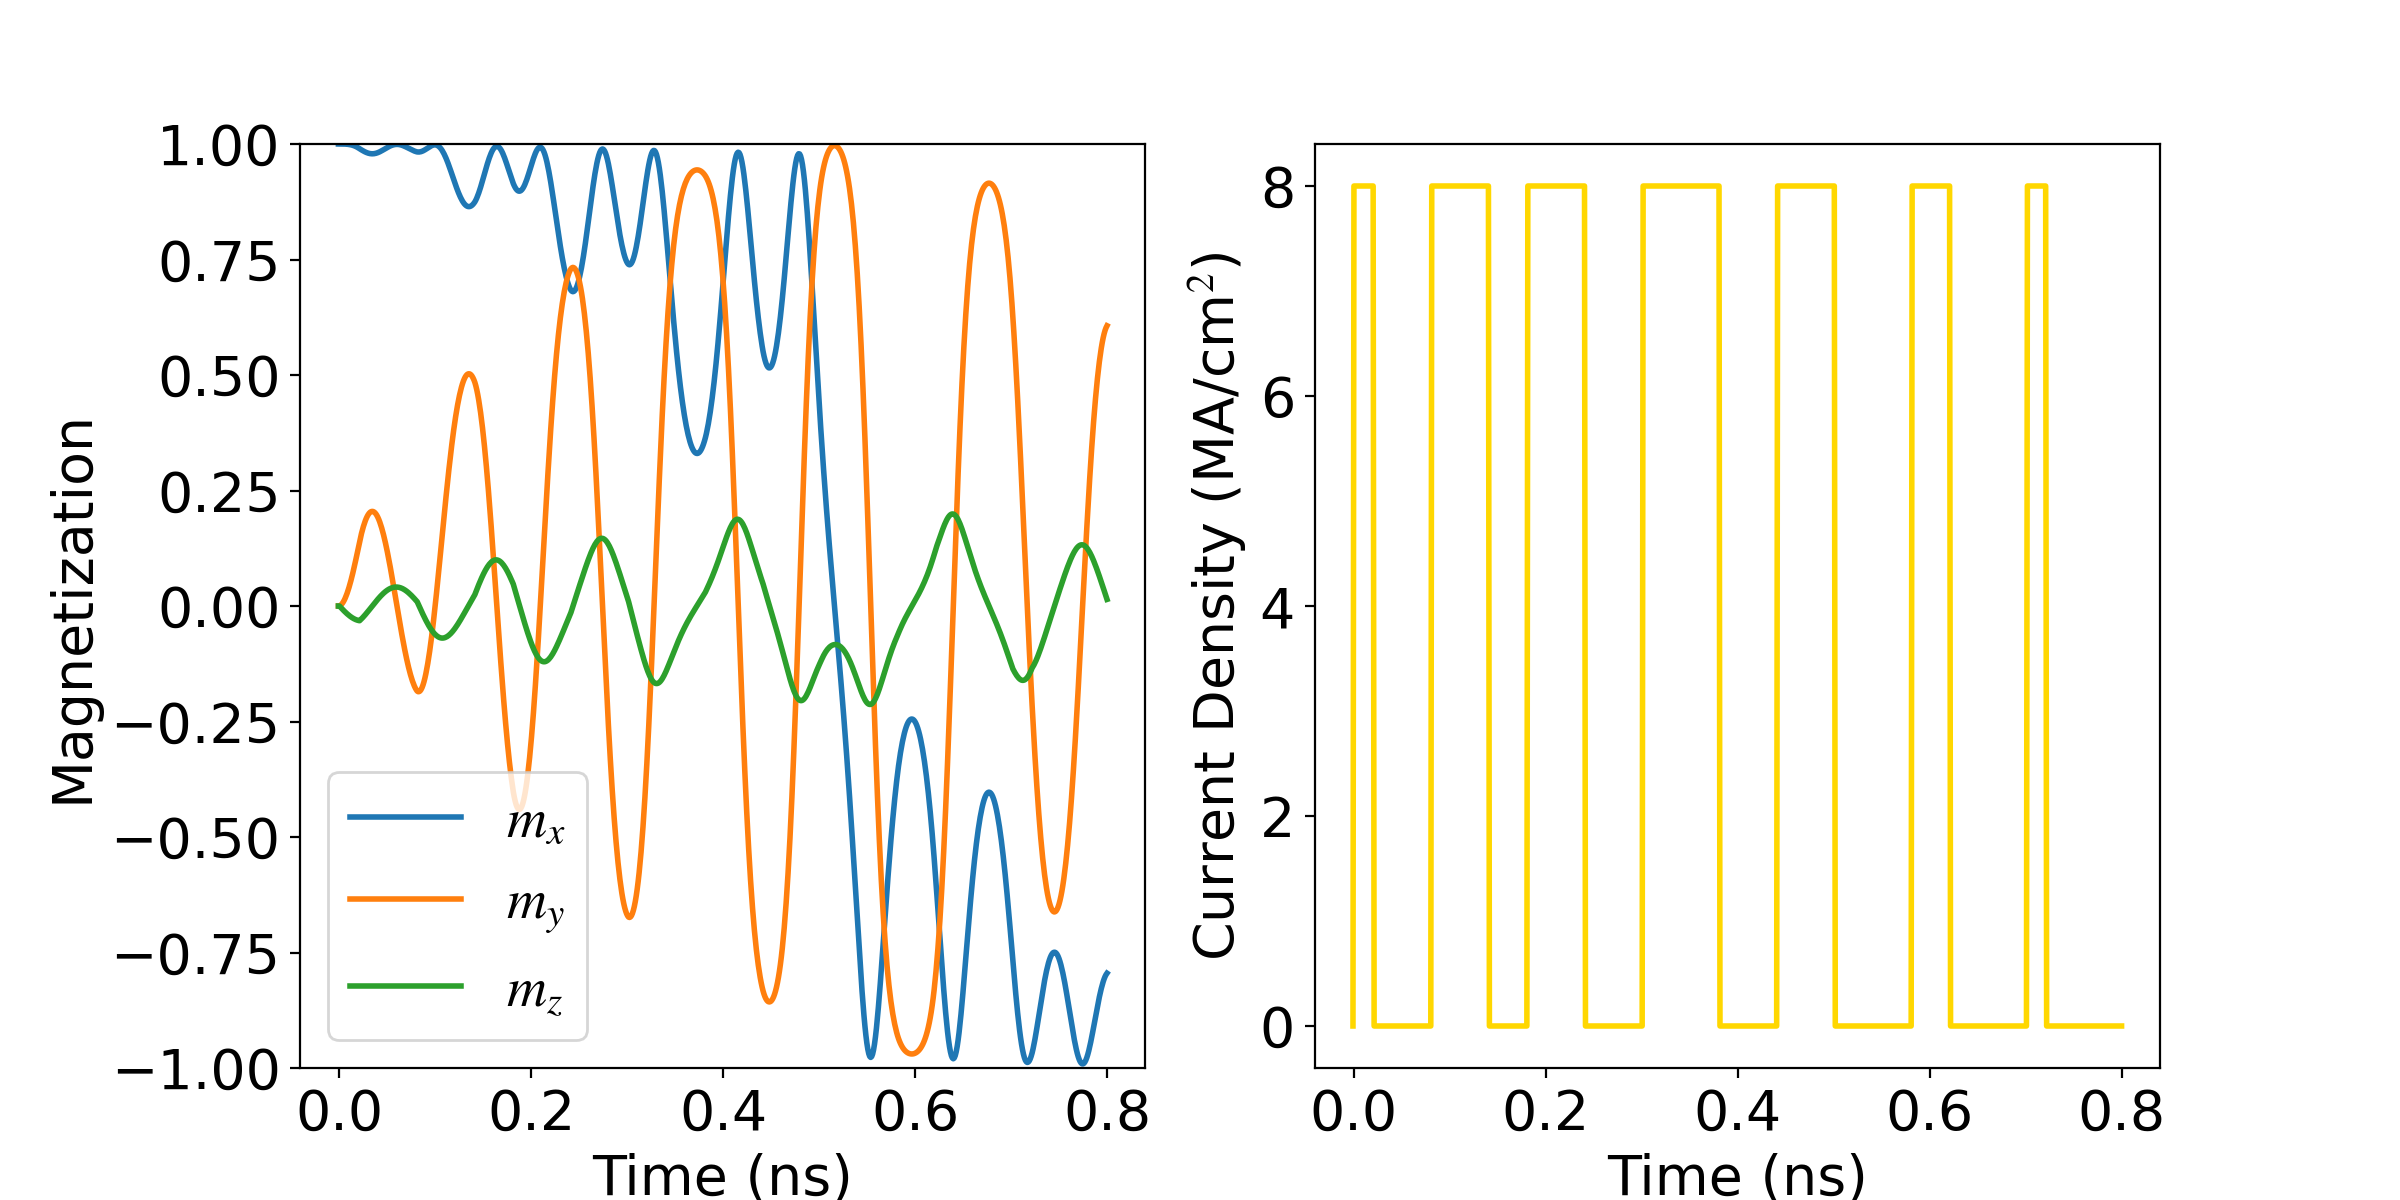 Magnetization
1.00
0.75
0.50
0.25
0.00
−0.25
−0.50
−0.75
−1.00
m_x
m_y
m_z
0.0 0.2 0.4 0.6 0.8
Time (ns)
Current Density (MA/cm²)
8
6
4
2
0
0.0 0.2 0.4 0.6 0.8
Time (ns)